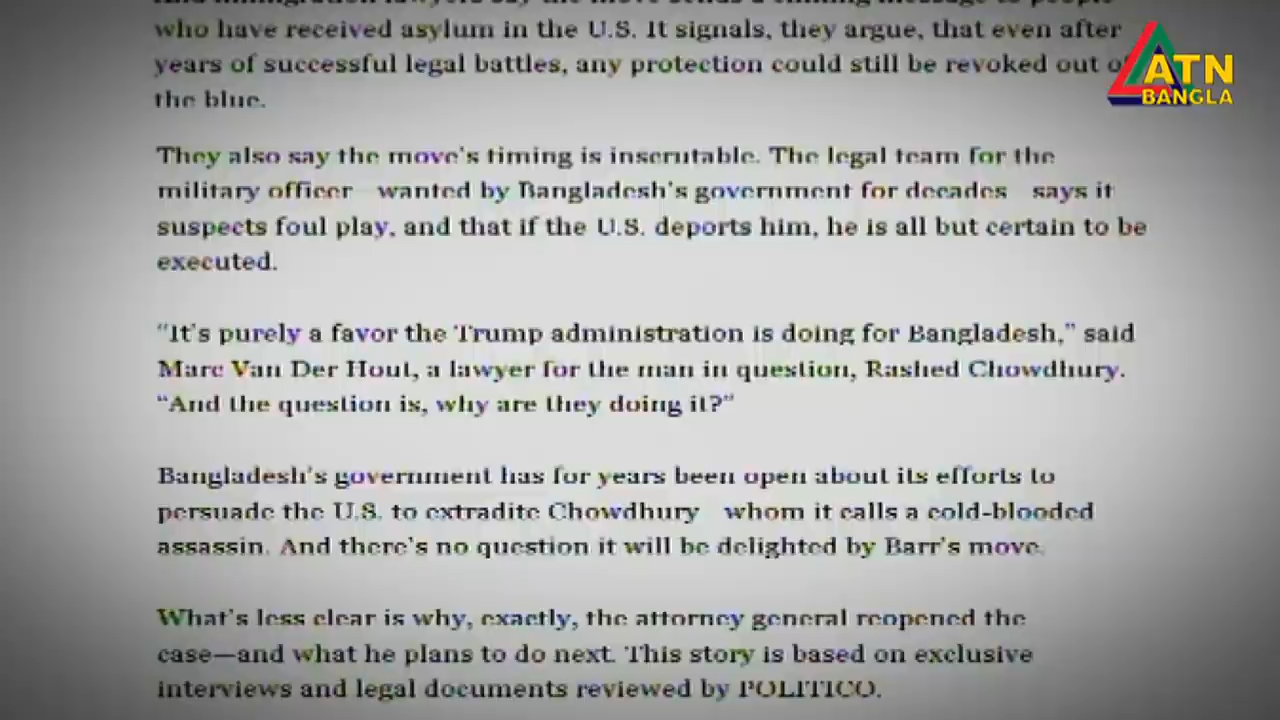 who have received asylum in the U.S. It signals, they argue, that even after
years of successful legal battles, any protection could still be revoked out
the blue.
They also say the move's timing is inscrutable. The legal team for the
military officer wanted by Bangladesh's government for decades says it
suspects foul play, and that if the U.S. deports him, he is all but certain to be
executed.
“It's purely a favor the Trump administration is doing for Bangladesh,” said
Marc Van Der Hout, a lawyer for the man in question, Rashed Chowdhury.
“And the question is, why are they doing it?”
Bangladesh's government has for years been open about its efforts to
persuade the U.S. to extradite Chowdhury whom it calls a cold-blooded
assassin. And there's no question it will be delighted by Barr's move.
What's less clear is why, exactly, the attorney general reopened the
case—and what he plans to do next. This story is based on exclusive
interviews and legal documents reviewed by POLITICO.
ATN
BANGLA